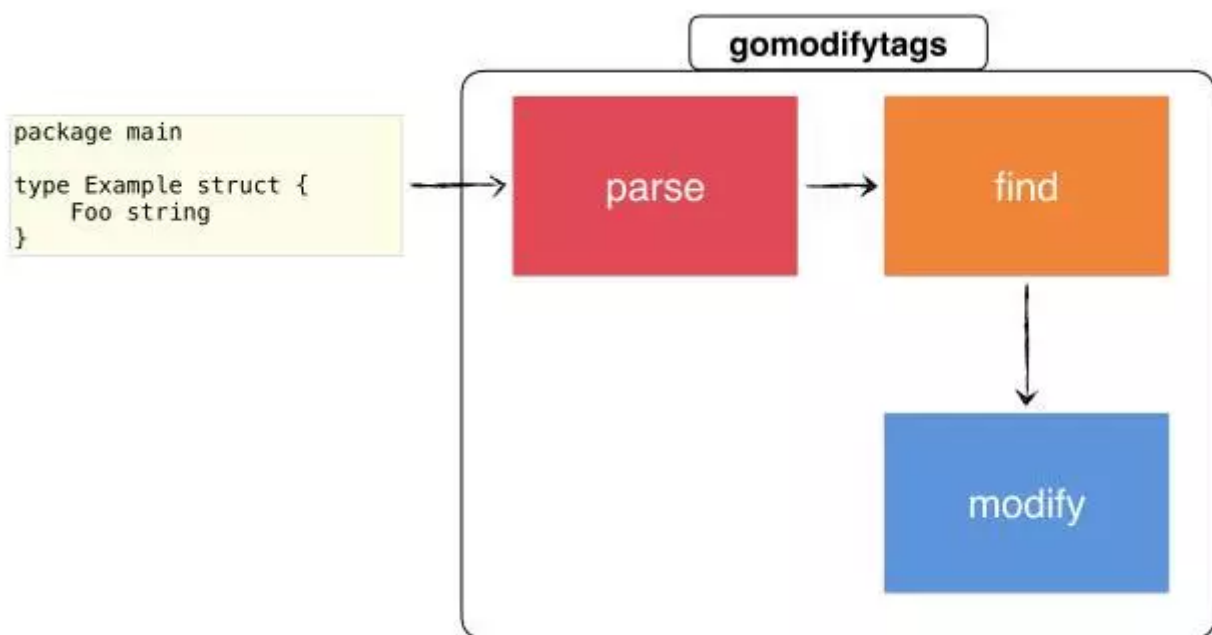 gomodifytags
package main
type Example struct {
    Foo string
}
parse
find
modify